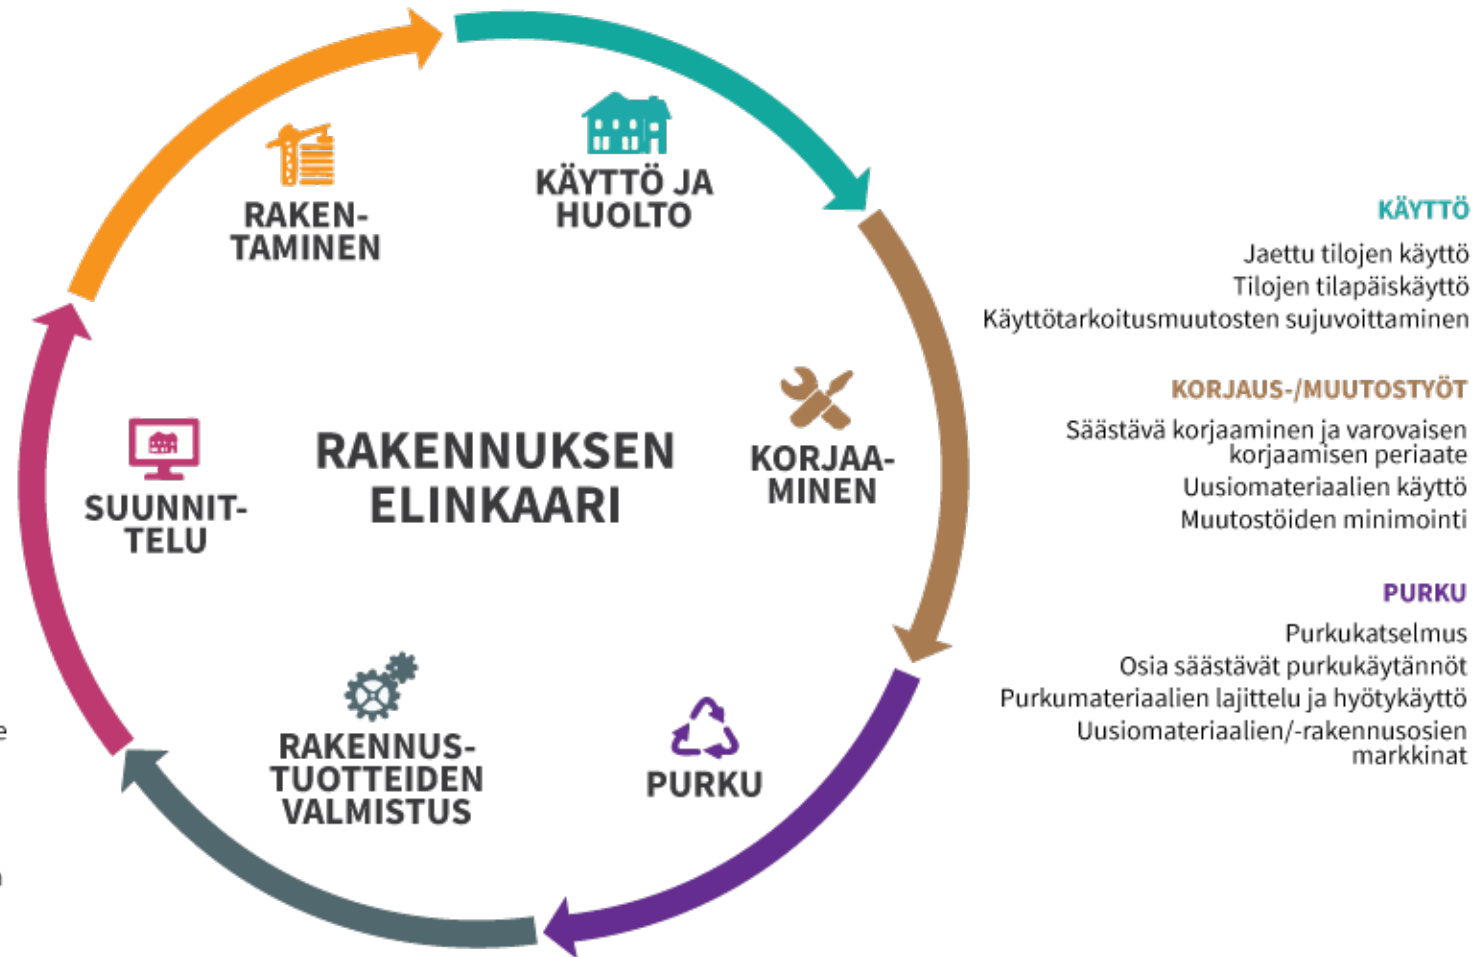 RAKEN-
TAMINEN
KÄYTTÖ JA
HUOLTO
KORJAA-
MINEN
PURKU
RAKENNUS-
TUOTTEIDEN
VALMISTUS
SUUNNIT-
TELU
RAKENNUKSEN
ELINKAARI
KÄYTTÖ
Jaettu tilojen käyttö
Tilojen tilapäiskäyttö
Käyttötarkoitusmuutosten sujuvoittaminen
KORJAUS-/MUUTOSTYÖT
Säästävä korjaaminen ja varovaisen
korjaamisen periaate
Uusiomateriaalien käyttö
Muutostöiden minimointi
PURKU
Purkukatselmus
Osia säästävät purkukäytännöt
Purkumateriaalien lajittelu ja hyötykäyttö
Uusiomateriaalien/-rakennusosien
markkinat